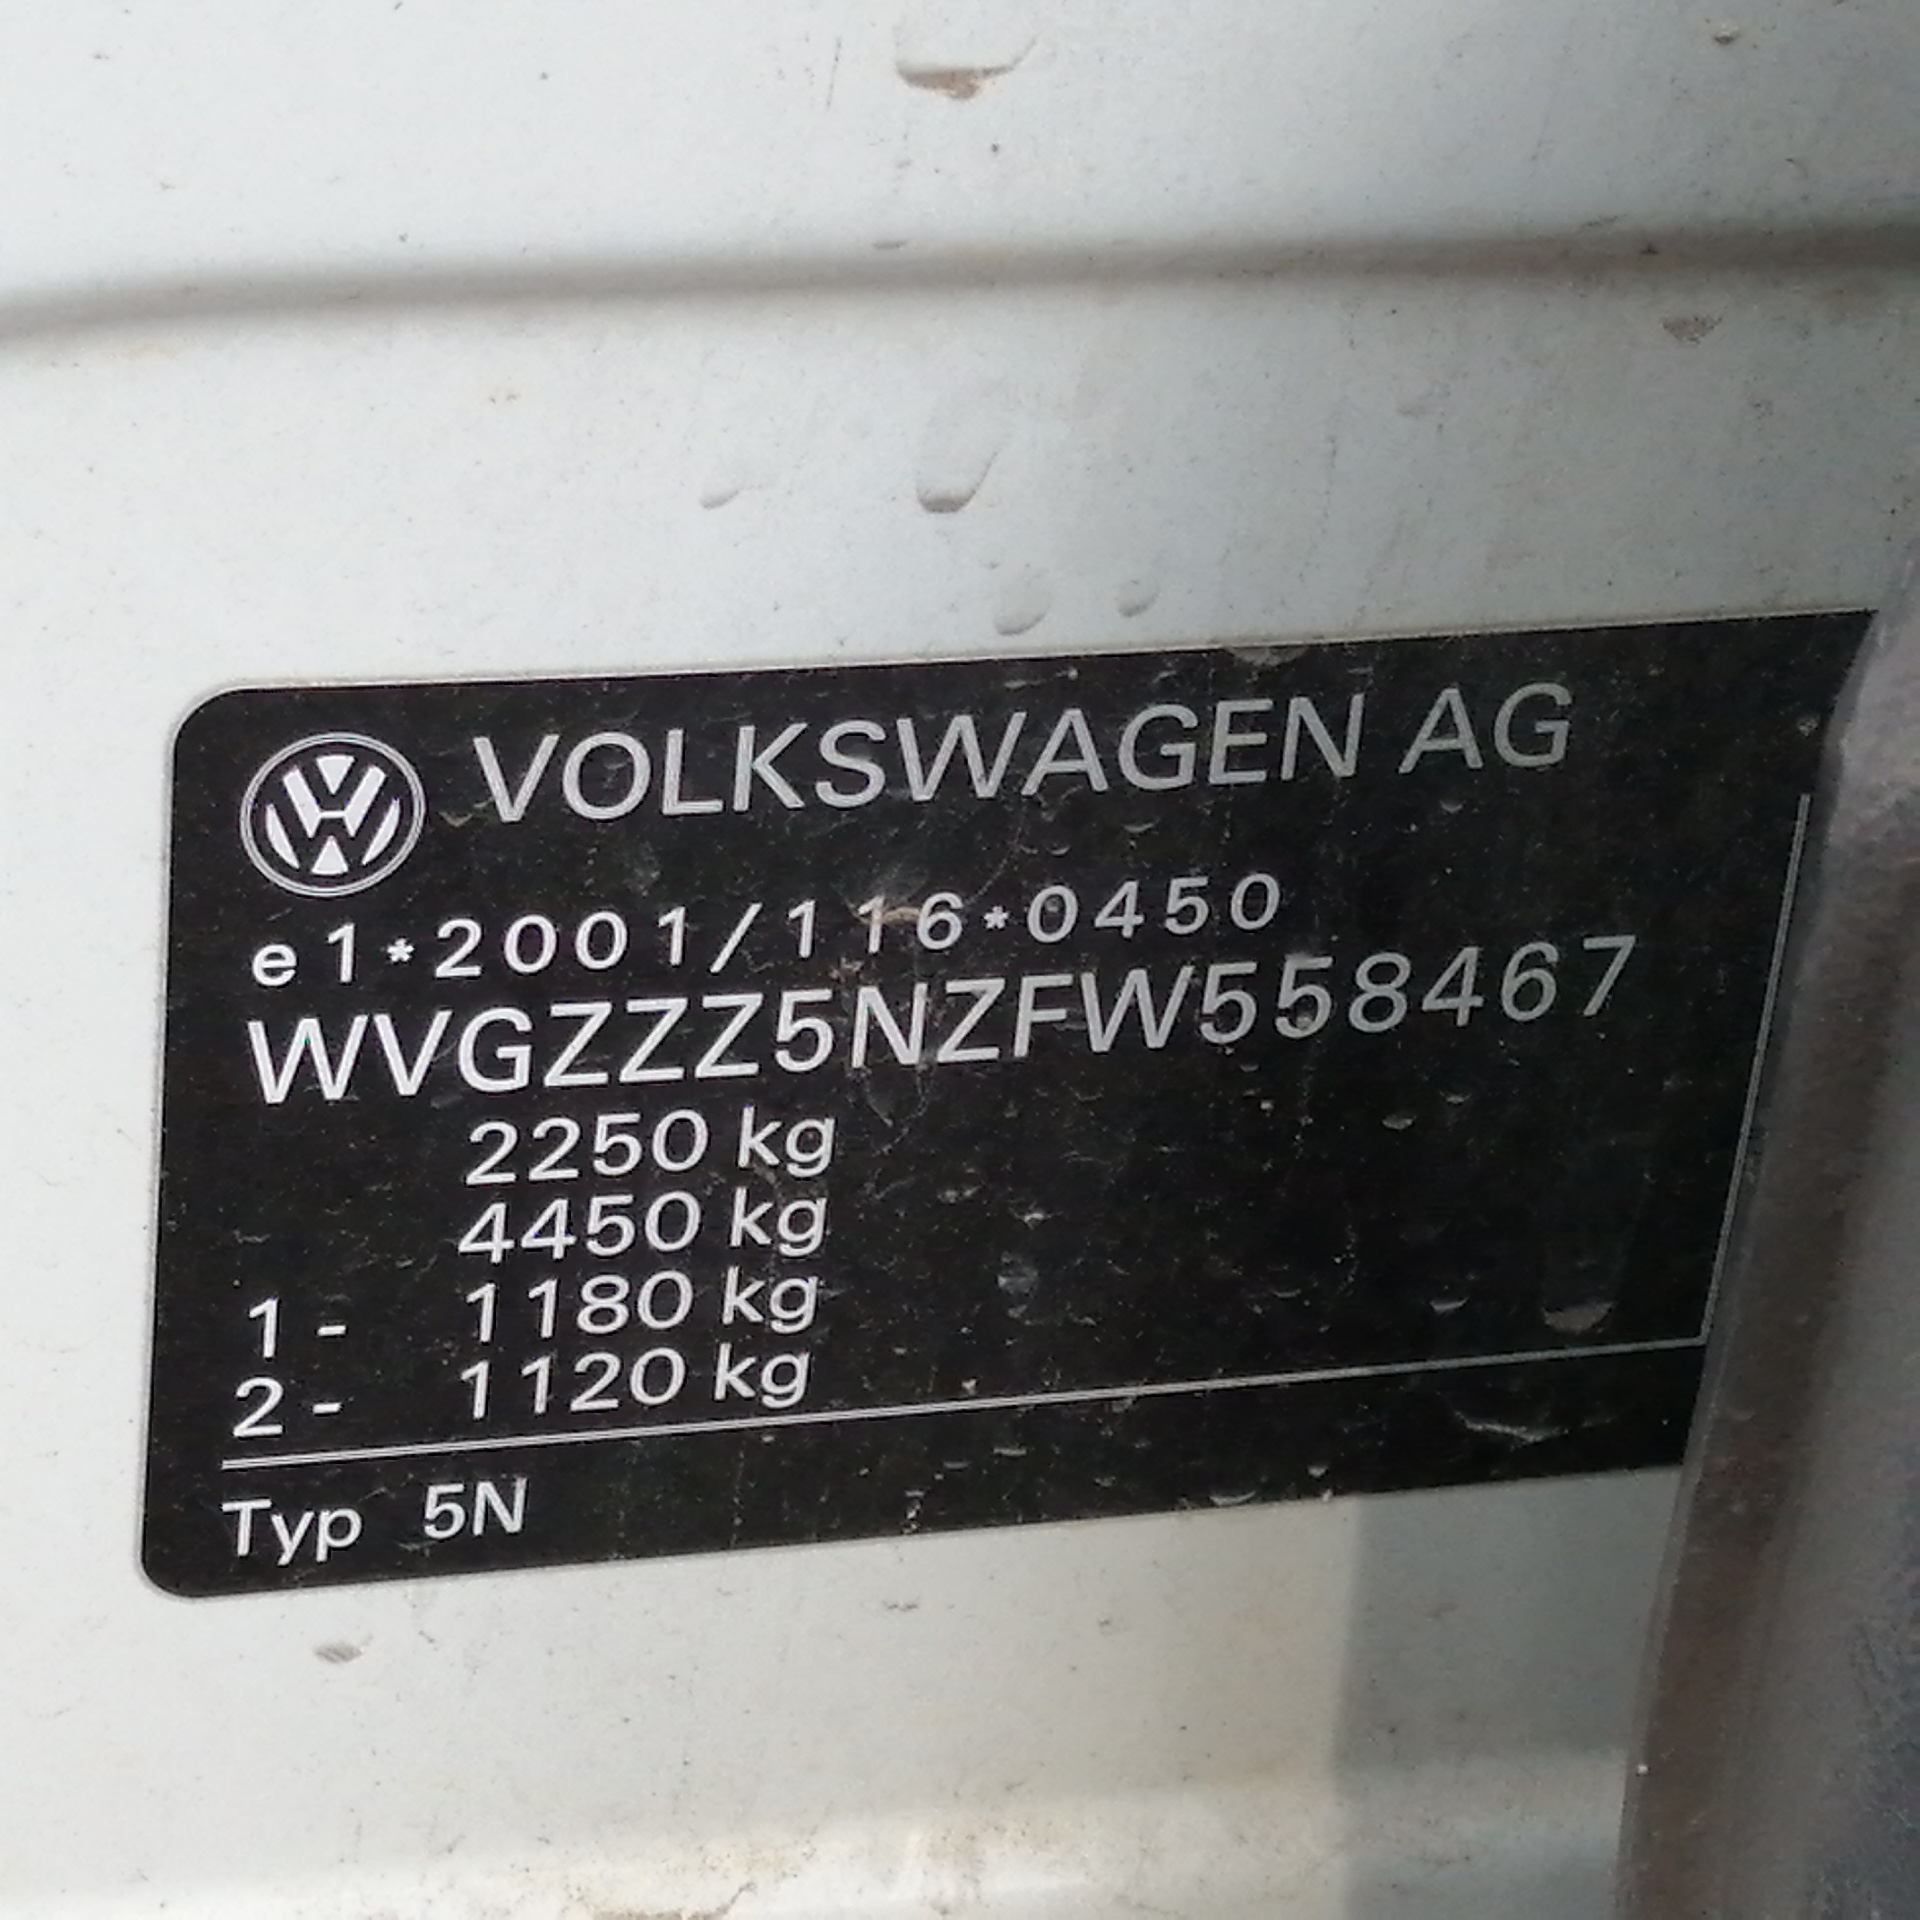 VOLKSWAGEN AG
e1*2001/116*0450
WVGZZZ5NZFW558467
2250 kg
4450 kg
1 - 1180 kg
2 - 1120 kg
Typ 5N